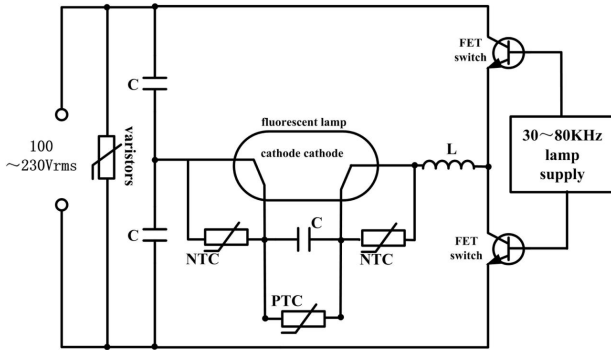 FET
switch
C
fluorescent lamp
100
～230Vrms
varistors
cathode cathode
30～80KHz
lamp
supply
L
C
C
NTC
NTC
FET
switch
PTC